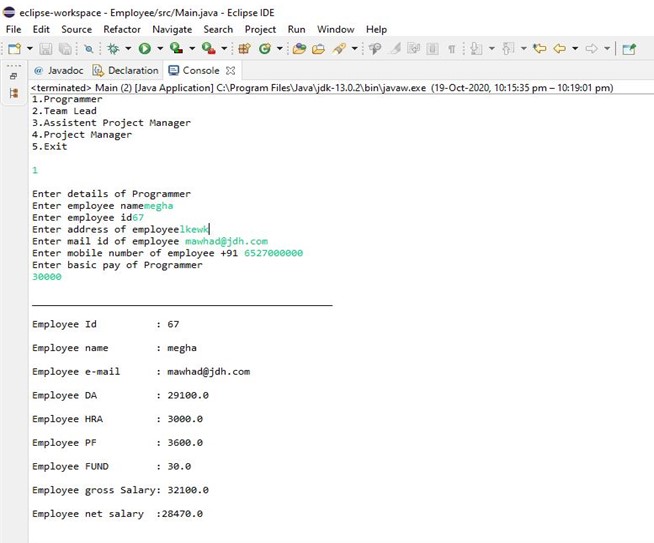 eclipse-workspace - Employee/src/Main.java - Eclipse IDE
File Edit Source Refactor Navigate Search Project Run Window Help
@ Javadoc Declaration Console
<terminated> Main (2) [Java Application] C:\Program Files\Java\jdk-13.0.2\bin\javaw.exe (19-Oct-2020, 10:15:35 pm – 10:19:01 pm)
1.Programmer
2.Team Lead
3.Assistent Project Manager
4.Project Manager
5.Exit
1
Enter details of Programmer
Enter employee namemegha
Enter employee id67
Enter address of employeelkewk
Enter mail id of employee mawhad@jdh.com
Enter mobile number of employee +91 6527000000
Enter basic pay of Programmer
30000
Employee Id : 67
Employee name : megha
Employee e-mail : mawhad@jdh.com
Employee DA : 29100.0
Employee HRA : 3000.0
Employee PF : 3600.0
Employee FUND : 30.0
Employee gross Salary: 32100.0
Employee net salary :28470.0